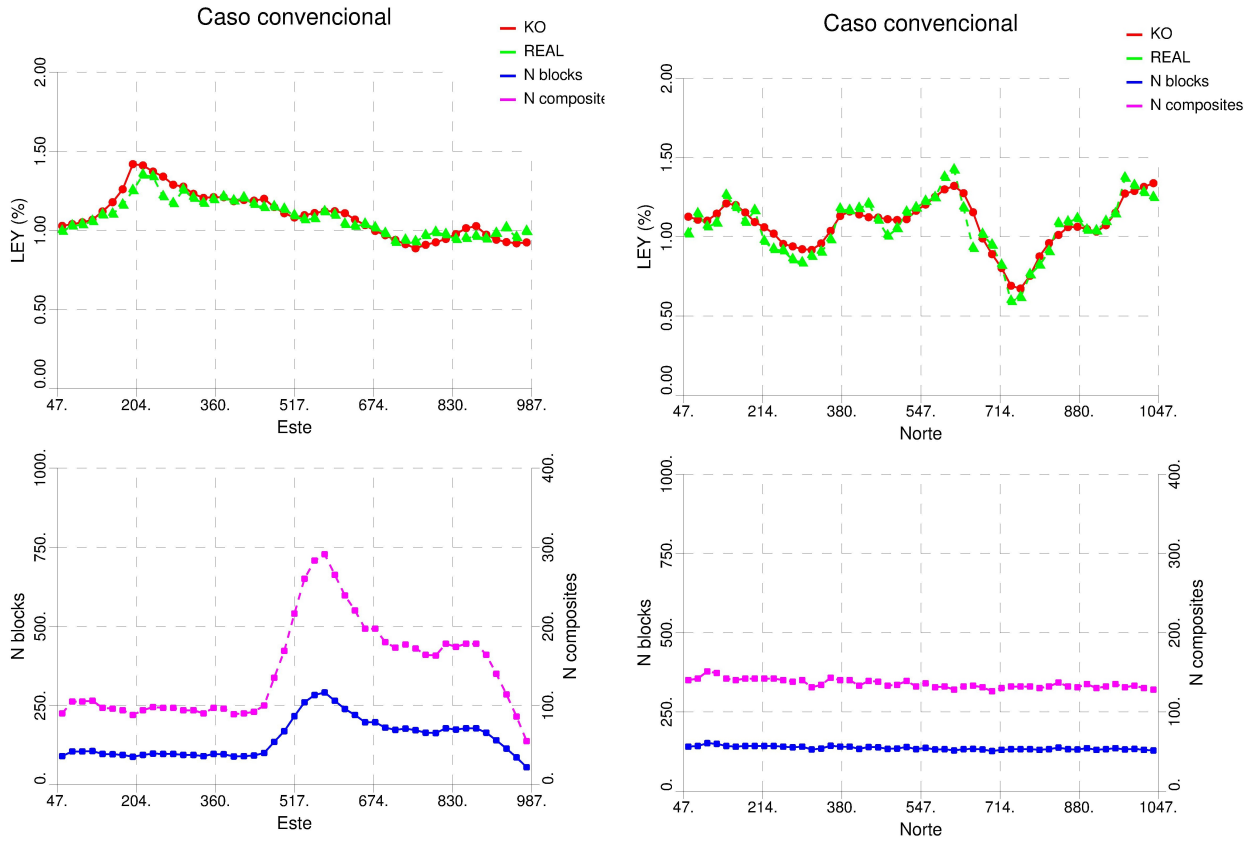 Caso convencional
KO
REAL
N blocks
N composite
2.00
1.50
1.00
0.50
0.00
LEY (%)
47. 204. 360. 517. 674. 830. 987.
Este
Caso convencional
KO
REAL
N blocks
N composites
2.00
1.50
1.00
0.50
0.00
LEY (%)
47. 214. 380. 547. 714. 880. 1047.
Norte
1000.
750.
500.
250.
0.
N blocks
400.
300.
200.
100.
0.
N composites
47. 204. 360. 517. 674. 830. 987.
Este
1000.
750.
500.
250.
0.
N blocks
400.
300.
200.
100.
0.
N composites
47. 214. 380. 547. 714. 880. 1047.
Norte